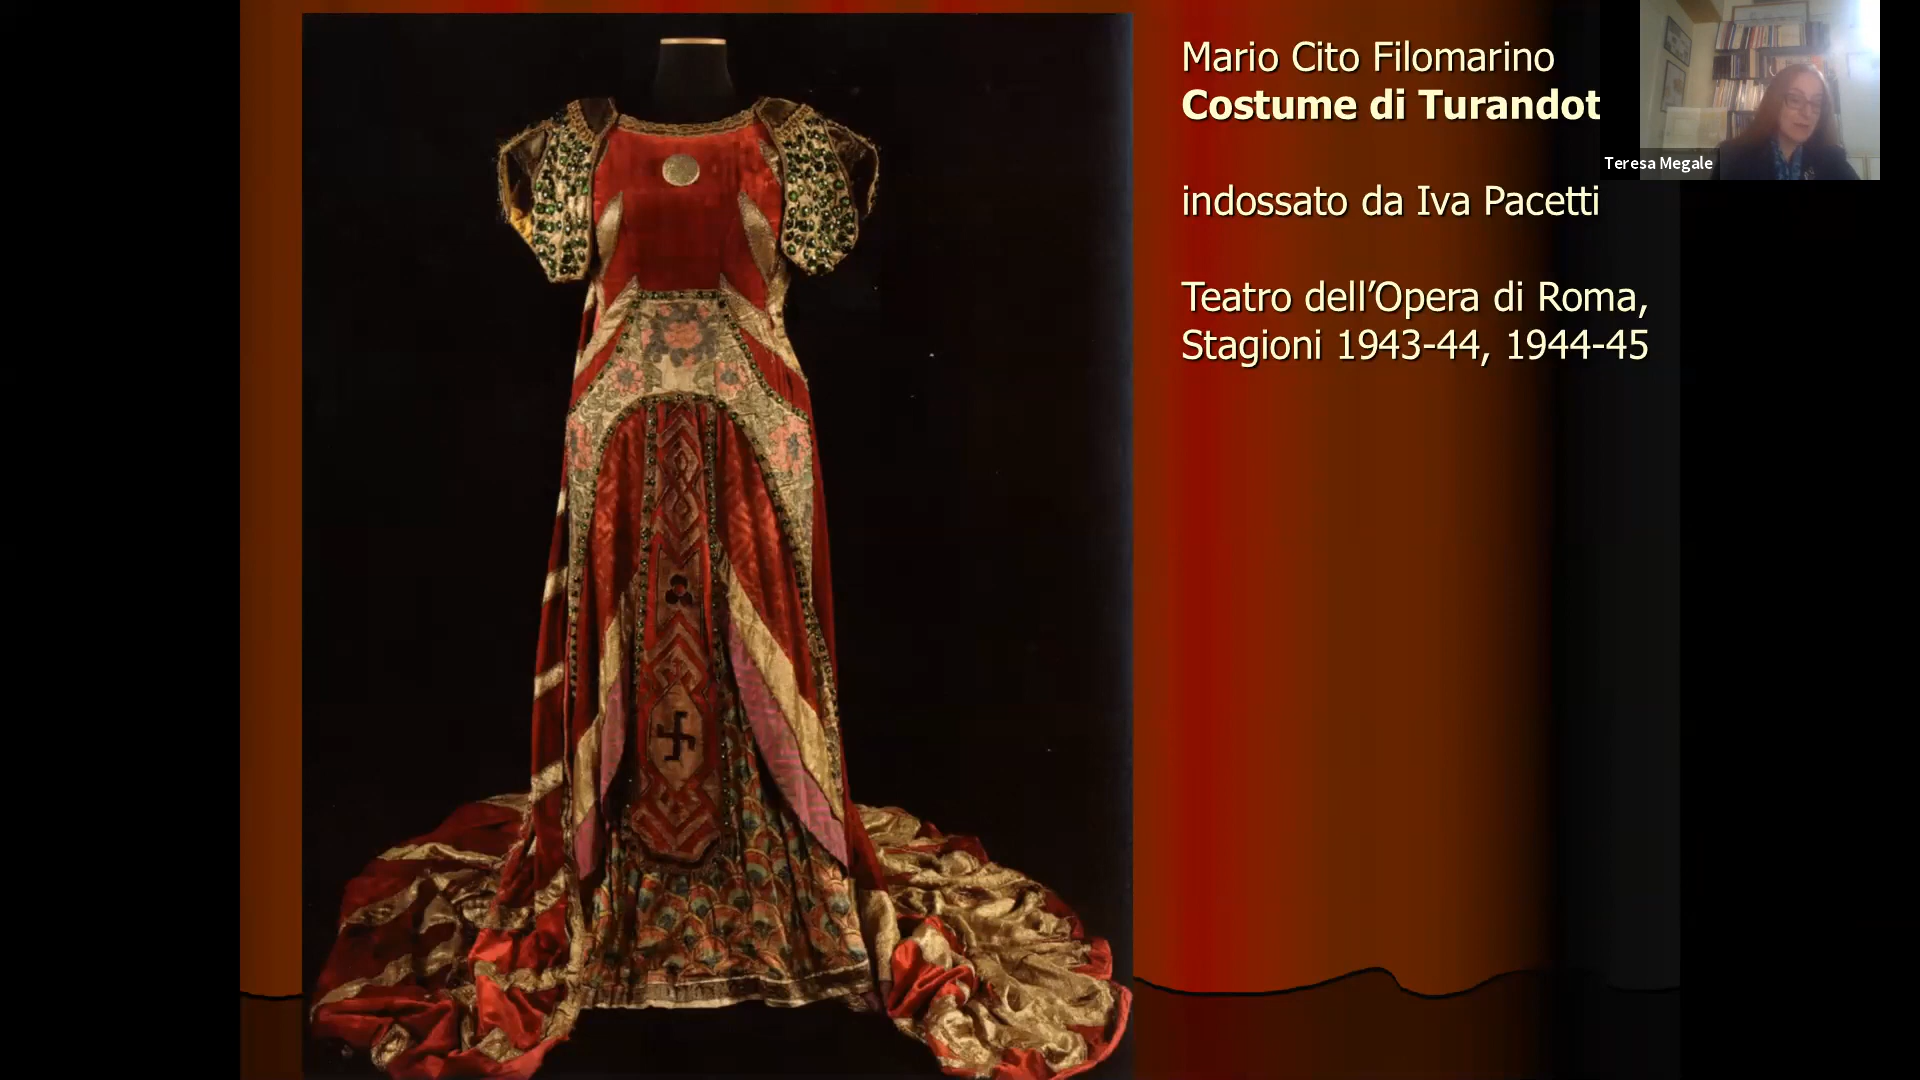 Mario Cito Filomarino
Costume di Turandot
indossato da Iva Pacetti
Teatro dell’Opera di Roma,
Stagioni 1943-44, 1944-45
Teresa Megale